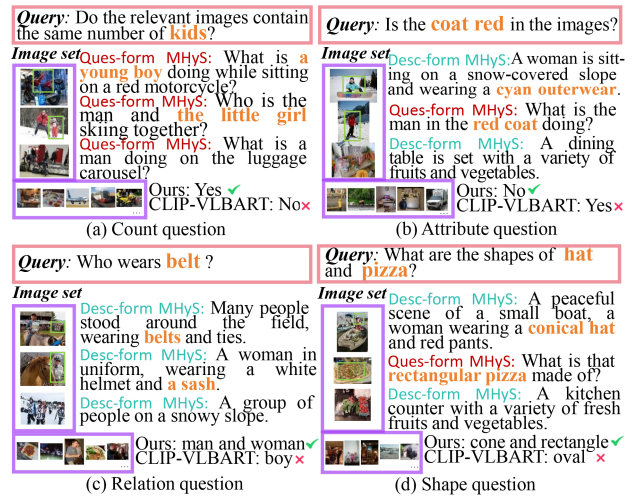 Query: Do the relevant images contain
the same number of kids?
Image set
Ques-form MHyS: What is a
young boy doing while sitting
on a red motorcycle?
Ques-form MHyS: Who is the
man and the little girl
skiing together?
Ques-form MHyS: What is a
man doing on the luggage
carousel?
...
Ours: Yes ✓
CLIP-VLBART: No×
(a) Count question
Query: Is the coat red in the images?
Image set
Desc-form MHyS:A woman is sitt-
ing on a snow-covered slope
and wearing a cyan outerwear.
Ques-form MHyS: What is the
man in the red coat doing?
Desc-form MHyS: A dining
table is set with a variety of
fruits and vegetables.
...
Ours: No ✓
CLIP-VLBART: Yes×
(b) Attribute question
Query: Who wears belt ?
Image set
Desc-form MHyS: Many people
stood around the field,
wearing belts and ties.
Desc-form MHyS: A woman in
uniform, wearing a white
helmet and a sash.
Desc-form MHyS: A group of
people on a snowy slope.
...
Ours: man and woman✓
CLIP-VLBART: boy ×
(c) Relation question
Query: What are the shapes of hat
and pizza?
Image set
Desc-form MHyS: A peaceful
scene of a small boat, a
woman wearing a conical hat
and red pants.
Ques-form MHyS: What is that
rectangular pizza made of?
Desc-form MHyS: A kitchen
counter with a variety of fresh
fruits and vegetables.
...
Ours: cone and rectangle✓
CLIP-VLBART: oval ×
(d) Shape question